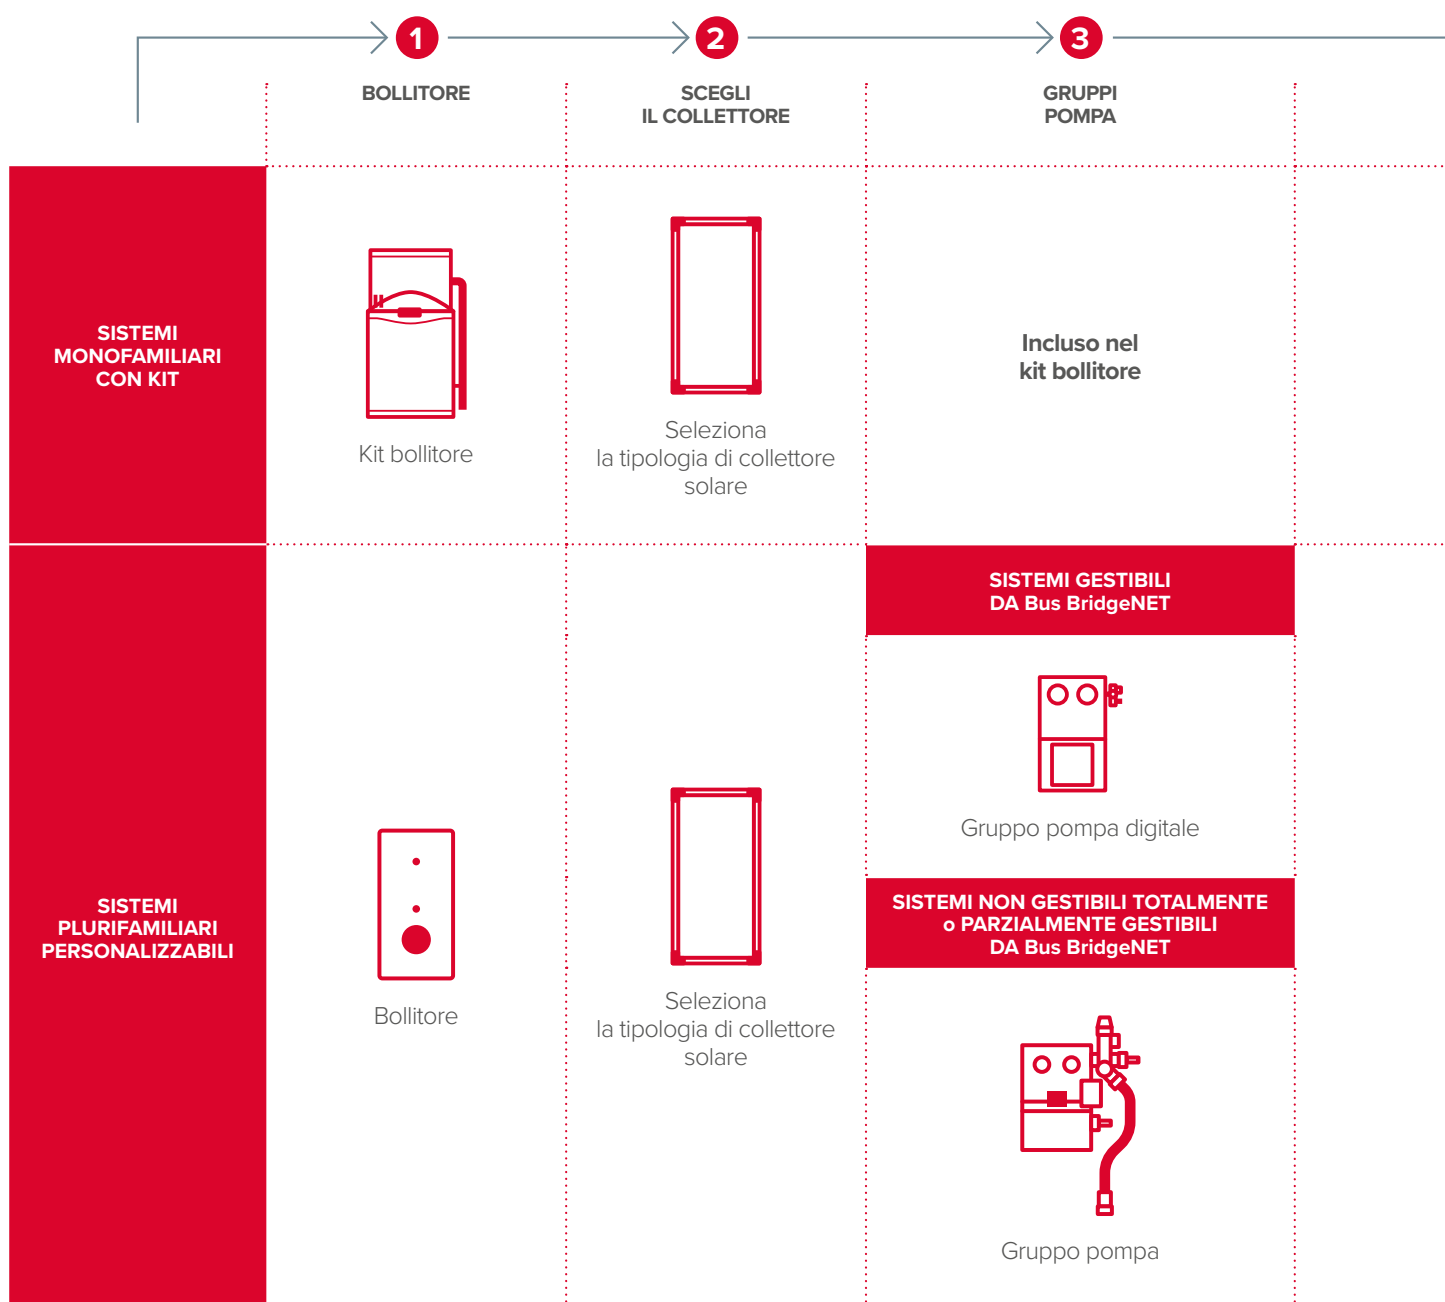 1
2
3
BOLLITORE
SCEGLI
IL COLLETTORE
GRUPPI
POMPA
SISTEMI
MONOFAMILIARI
CON KIT
Kit bollitore
Seleziona
la tipologia di collettore
solare
Incluso nel
kit bollitore
SISTEMI
PLURIFAMILIARI
PERSONALIZZABILI
Bollitore
Seleziona
la tipologia di collettore
solare
SISTEMI GESTIBILI
DA Bus BridgeNET
Gruppo pompa digitale
SISTEMI NON GESTIBILI TOTALMENTE
o PARZIALMENTE GESTIBILI
DA Bus BridgeNET
Gruppo pompa